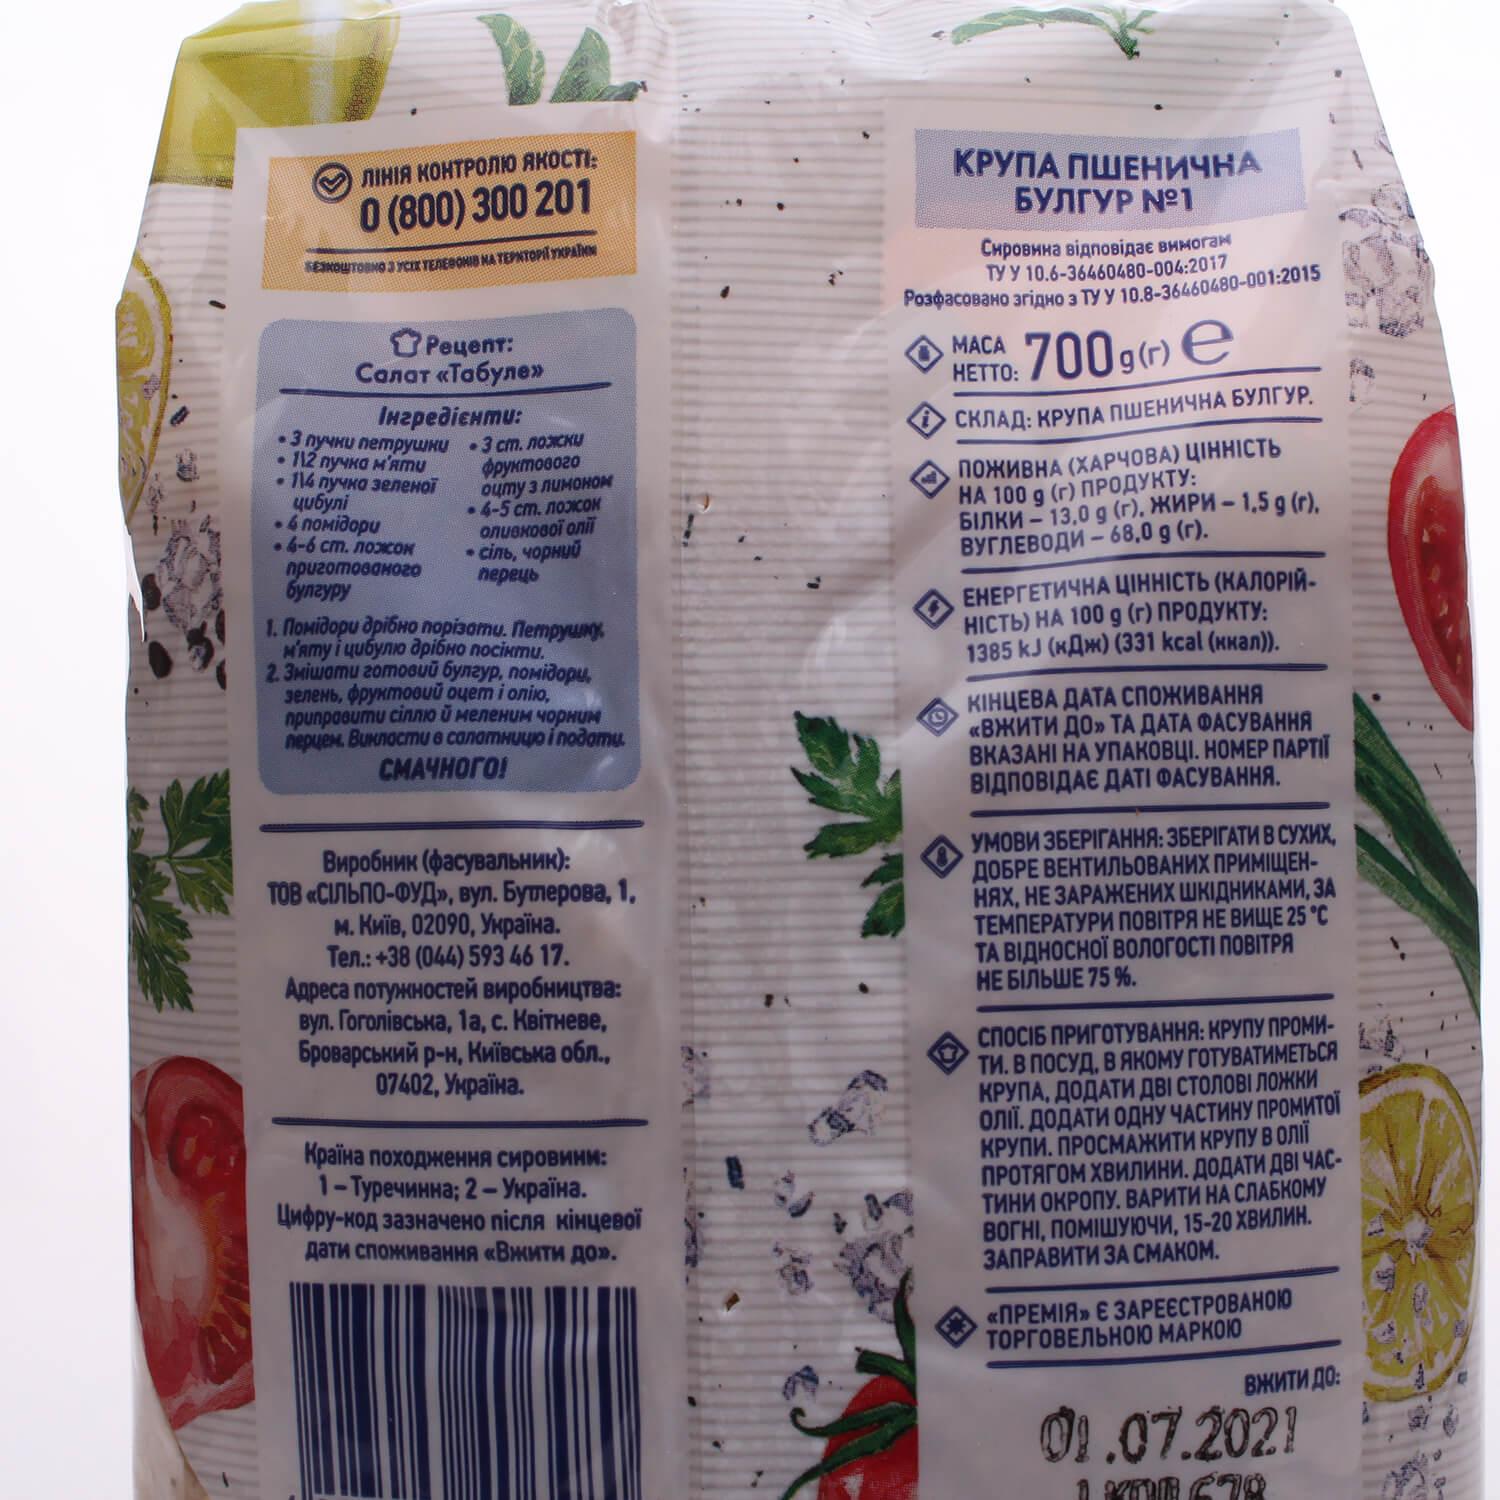 ЛІНІЯ КОНТРОЛЮ ЯКОСТІ:
0 (800) 300 201
БЕЗКОШТОВНО З УСІХ ТЕЛЕФОНІВ НА ТЕРИТОРІЇ УКРАЇНИ
Рецепт:
Салат «Табуле»
Інгредієнти:
• 3 пучки петрушки
• 1\2 пучка м'яти
• 1\4 пучка зеленої
цибулі
• 4 помідори
• 4-6 ст. ложок
приготованого
булгуру
• 3 ст. ложки
фруктового
оцту з лимоном
• 4-5 ст. ложок
оливкової олії
• сіль, чорний
перець
1. Помідори дрібно порізати. Петрушку,
м'яту і цибулю дрібно посікти.
2. Змішати готовий булгур, помідори,
зелень, фруктовий оцет і олію,
приправити сіллю й меленим чорним
перцем. Викласти в салатницю і подати.
СМАЧНОГО!
Виробник (фасувальник):
ТОВ «СІЛЬПО-ФУД», вул. Бутлерова, 1,
м. Київ, 02090, Україна.
Тел.: +38 (044) 593 46 17.
Адреса потужностей виробництва:
вул. Гоголівська, 1а, с. Квітневе,
Броварський р-н, Київська обл.,
07402, Україна.
Країна походження сировини:
1 – Туреччина; 2 – Україна.
Цифру-код зазначено після кінцевої
дати споживання «Вжити до».
КРУПА ПШЕНИЧНА
БУЛГУР №1
Сировина відповідає вимогам
ТУ У 10.6-36460480-004:2017
Розфасовано згідно з ТУ У 10.8-36460480-001:2015
МАСА
НЕТТО: 700 g (г) ℮
СКЛАД: КРУПА ПШЕНИЧНА БУЛГУР.
ПОЖИВНА (ХАРЧОВА) ЦІННІСТЬ
НА 100 g (г) ПРОДУКТУ:
БІЛКИ – 13,0 g (г), ЖИРИ – 1,5 g (г),
ВУГЛЕВОДИ – 68,0 g (г).
ЕНЕРГЕТИЧНА ЦІННІСТЬ (КАЛОРІЙ-
НІСТЬ) НА 100 g (г) ПРОДУКТУ:
1385 kJ (кДж) (331 kcal (ккал)).
КІНЦЕВА ДАТА СПОЖИВАННЯ
«ВЖИТИ ДО» ТА ДАТА ФАСУВАННЯ
ВКАЗАНІ НА УПАКОВЦІ. НОМЕР ПАРТІЇ
ВІДПОВІДАЄ ДАТІ ФАСУВАННЯ.
УМОВИ ЗБЕРІГАННЯ: ЗБЕРІГАТИ В СУХИХ,
ДОБРЕ ВЕНТИЛЬОВАНИХ ПРИМІЩЕН-
НЯХ, НЕ ЗАРАЖЕНИХ ШКІДНИКАМИ, ЗА
ТЕМПЕРАТУРИ ПОВІТРЯ НЕ ВИЩЕ 25 °С
ТА ВІДНОСНОЇ ВОЛОГОСТІ ПОВІТРЯ
НЕ БІЛЬШЕ 75 %.
СПОСІБ ПРИГОТУВАННЯ: КРУПУ ПРОМИ-
ТИ. В ПОСУД, В ЯКОМУ ГОТУВАТИМЕТЬСЯ
КРУПА, ДОДАТИ ДВІ СТОЛОВІ ЛОЖКИ
ОЛІЇ. ДОДАТИ ОДНУ ЧАСТИНУ ПРОМИТОЇ
КРУПИ. ПРОСМАЖИТИ КРУПУ В ОЛІЇ
ПРОТЯГОМ ХВИЛИНИ. ДОДАТИ ДВІ ЧАС-
ТИНИ ОКРОПУ. ВАРИТИ НА СЛАБКОМУ
ВОГНІ, ПОМІШУЮЧИ, 15-20 ХВИЛИН.
ЗАПРАВИТИ ЗА СМАКОМ.
«ПРЕМІЯ» Є ЗАРЕЄСТРОВАНОЮ
ТОРГОВЕЛЬНОЮ МАРКОЮ
ВЖИТИ ДО:
01.07.2021